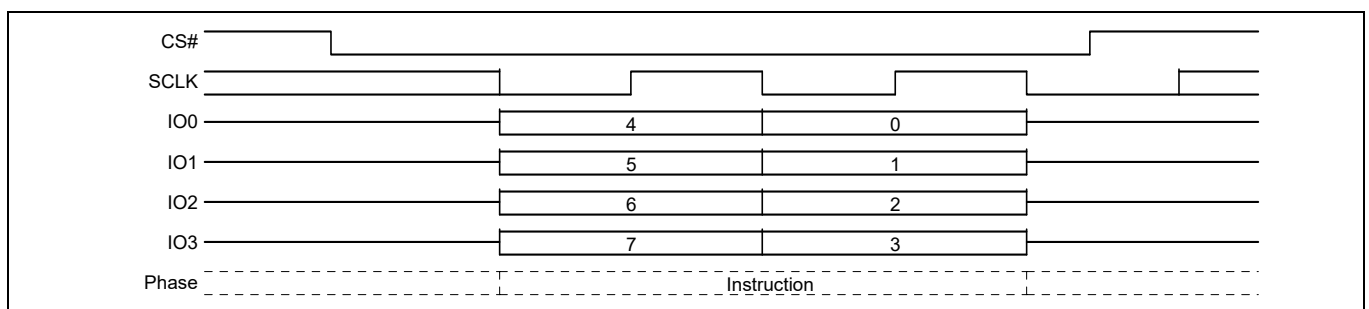 CS#
SCLK
IO0 4 0
IO1 5 1
IO2 6 2
IO3 7 3
Phase Instruction